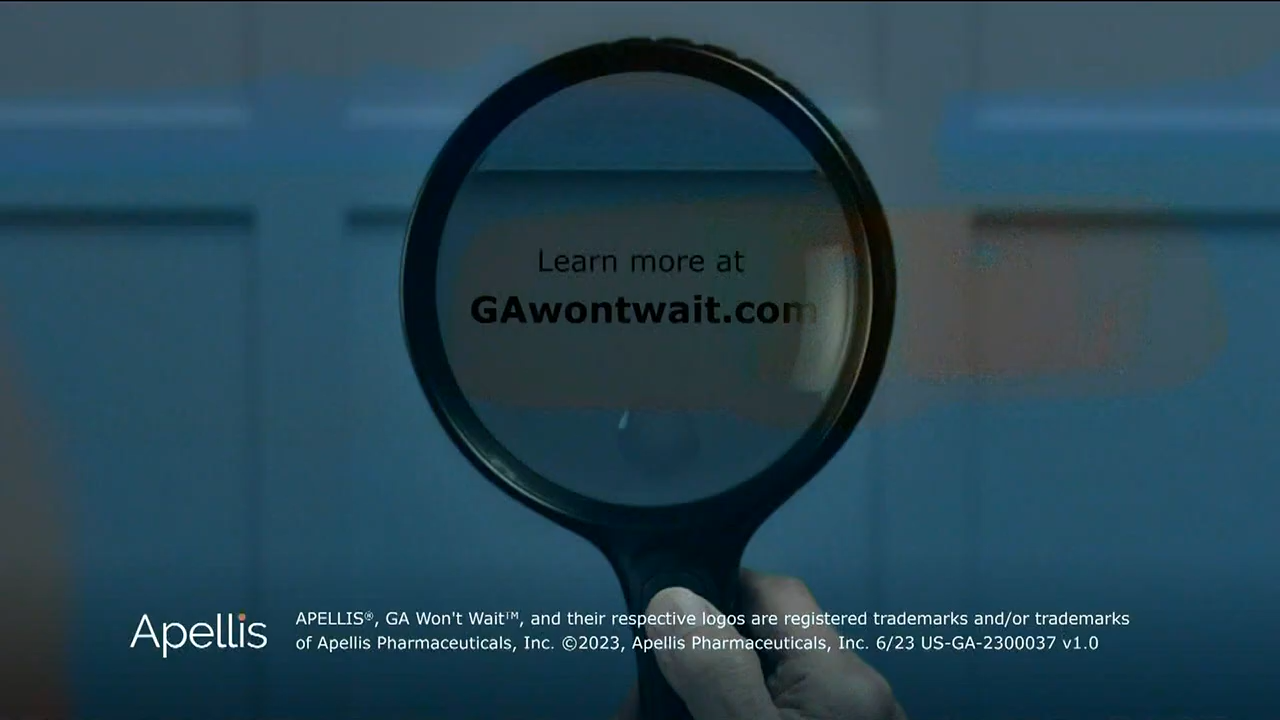 Learn more at
GAwontwait.com
Apellis
APELLIS®, GA Won't Wait™, and their respective logos are registered trademarks and/or trademarks
of Apellis Pharmaceuticals, Inc. ©2023, Apellis Pharmaceuticals, Inc. 6/23 US-GA-2300037 v1.0